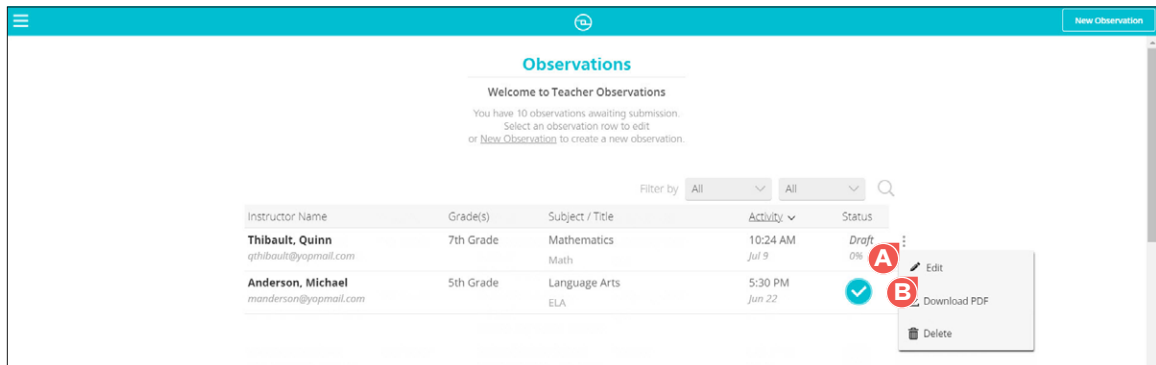 New Observation
Observations
Welcome to Teacher Observations
You have 10 observations awaiting submission.
Select an observation row to edit
or New Observation to create a new observation.
Filter by All All
Instructor Name Grade(s) Subject / Title Activity Status
Thibault, Quinn 7th Grade Mathematics 10:24 AM Draft
qthibault@yopmail.com Math Jul 9 0%
A Edit
Anderson, Michael 5th Grade Language Arts 5:30 PM
manderson@yopmail.com ELA Jun 22
B Download PDF
Delete